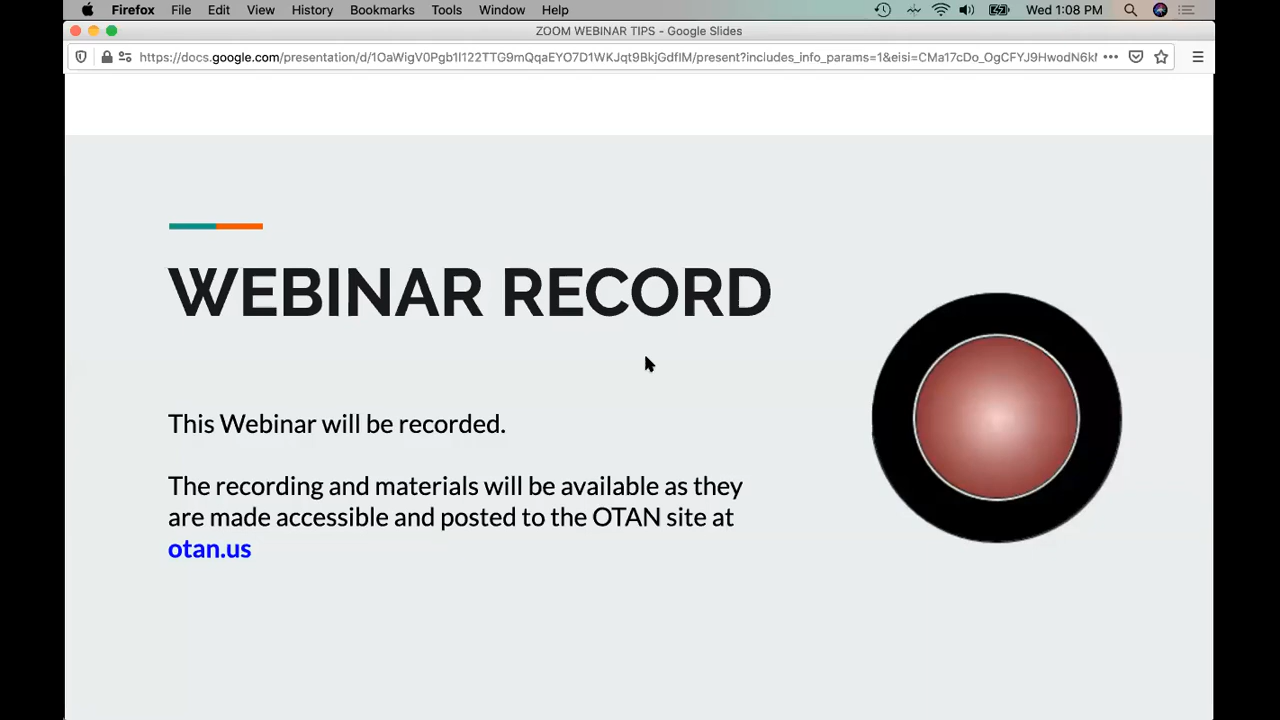 Firefox File Edit View History Bookmarks Tools Window Help Wed 1:08 PM
ZOOM WEBINAR TIPS - Google Slides
https://docs.google.com/presentation/d/1OaWigV0Pgb1l122TTG9mQqaEYO7D1WKJqt9BkjGdflM/present?includes_info_params=1&eisi=CMa17cDo_OgCFYJ9HwodN6kf
WEBINAR RECORD
This Webinar will be recorded.
The recording and materials will be available as they
are made accessible and posted to the OTAN site at
otan.us